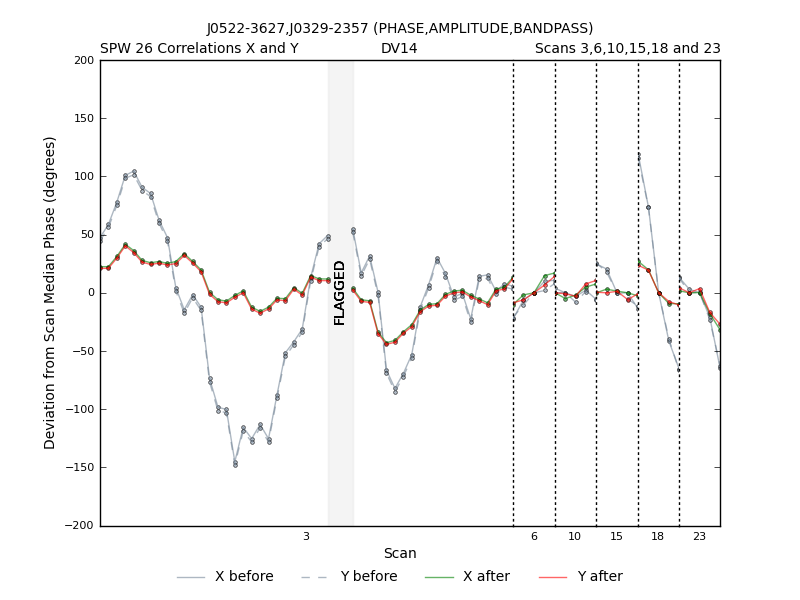 J0522-3627,J0329-2357 (PHASE,AMPLITUDE,BANDPASS)
SPW 26 Correlations X and Y DV14 Scans 3,6,10,15,18 and 23
200
150
100
50
0
−50
−100
−150
−200
Deviation from Scan Median Phase (degrees)
FLAGGED
3 6 10 15 18 23
Scan
X before Y before X after Y after